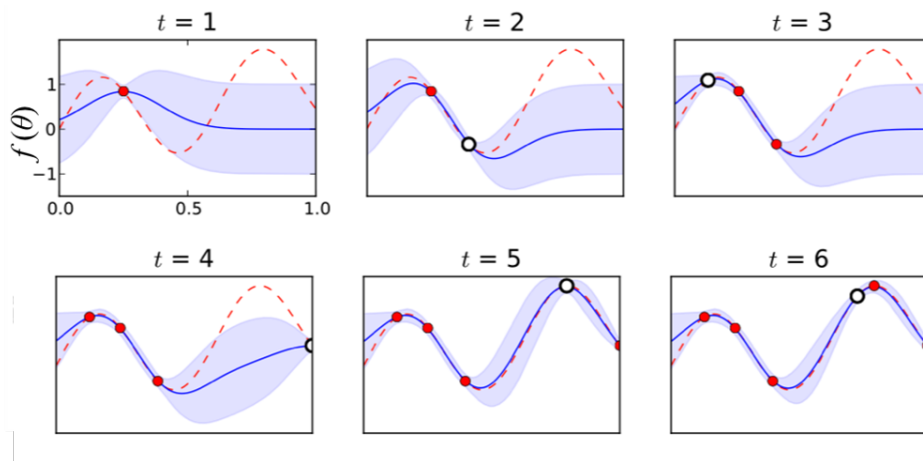 t = 1
t = 2
t = 3
f(θ)
1
0
−1
0.0 0.5 1.0
t = 4
t = 5
t = 6